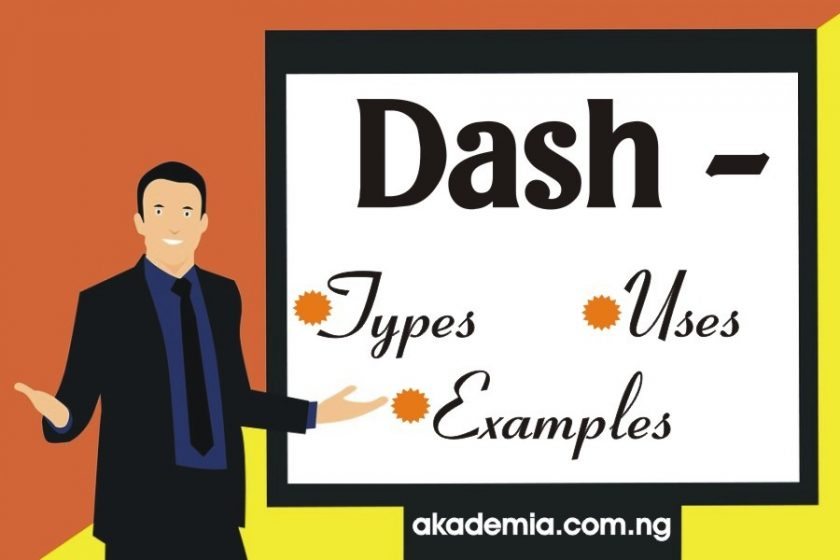 Dash -
Types Uses
Examples
akademia.com.ng